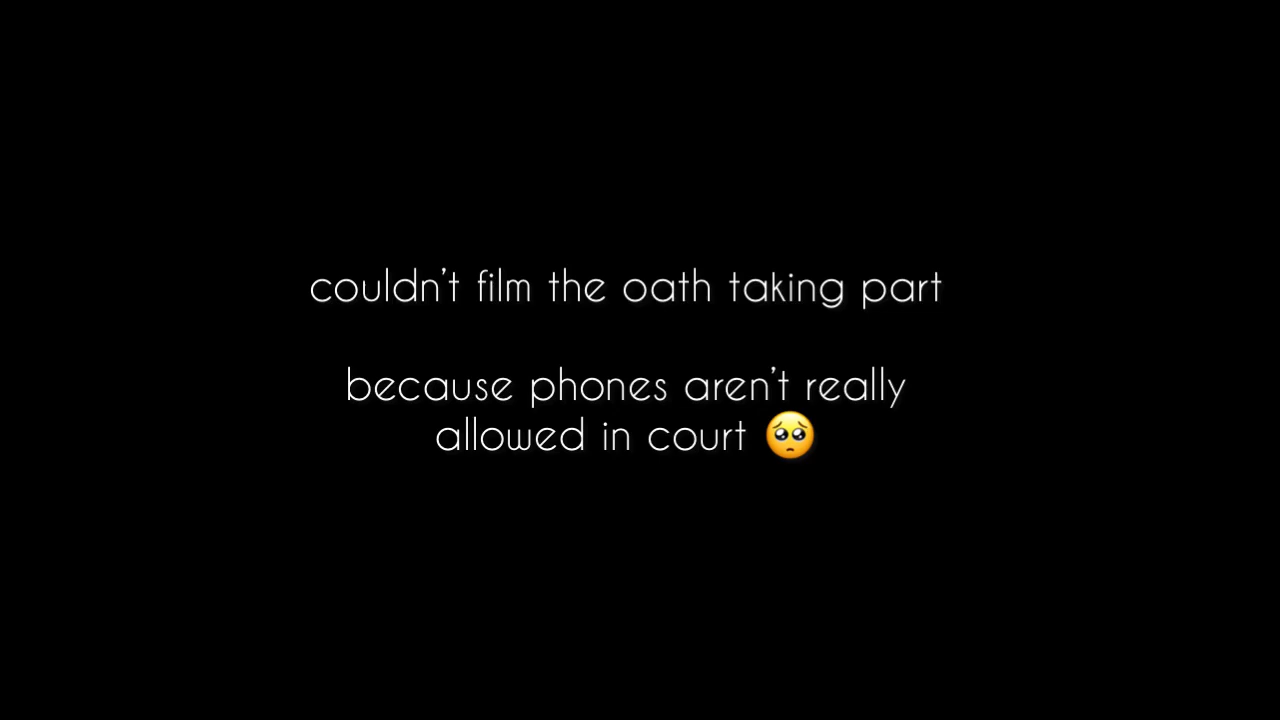 couldn’t film the oath taking part
because phones aren’t really
allowed in court 🥺